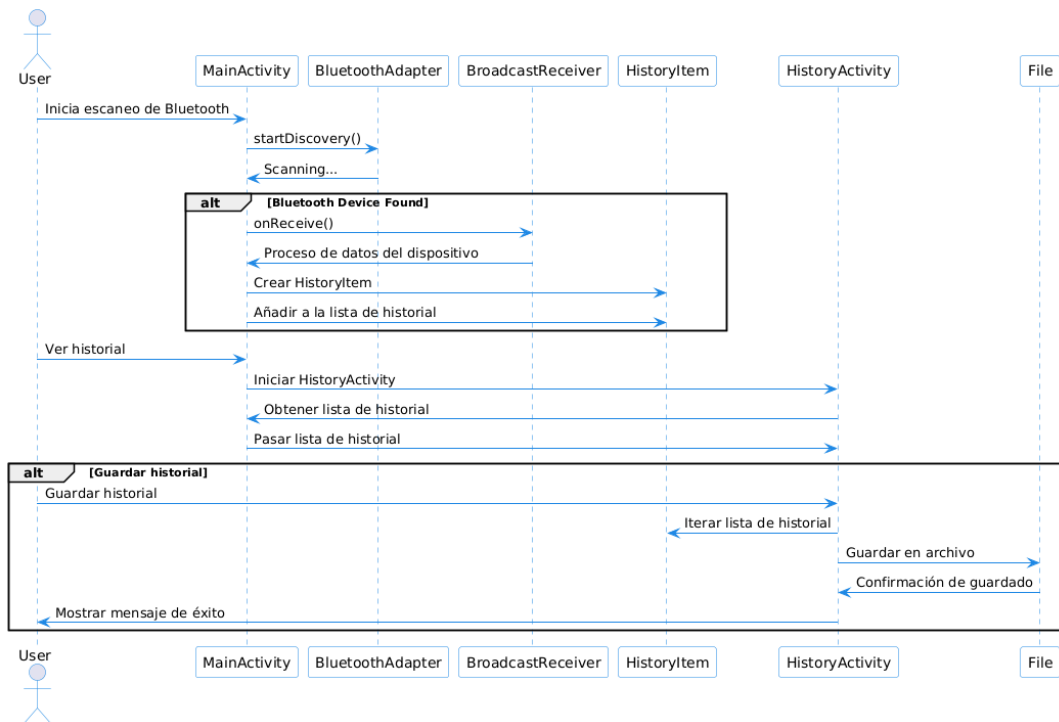 User
MainActivity
BluetoothAdapter
BroadcastReceiver
HistoryItem
HistoryActivity
File
Inicia escaneo de Bluetooth
startDiscovery()
Scanning...
alt
[Bluetooth Device Found]
onReceive()
Proceso de datos del dispositivo
Crear HistoryItem
Añadir a la lista de historial
Ver historial
Iniciar HistoryActivity
Obtener lista de historial
Pasar lista de historial
alt
[Guardar historial]
Guardar historial
Iterar lista de historial
Guardar en archivo
Confirmación de guardado
Mostrar mensaje de éxito
User
MainActivity
BluetoothAdapter
BroadcastReceiver
HistoryItem
HistoryActivity
File